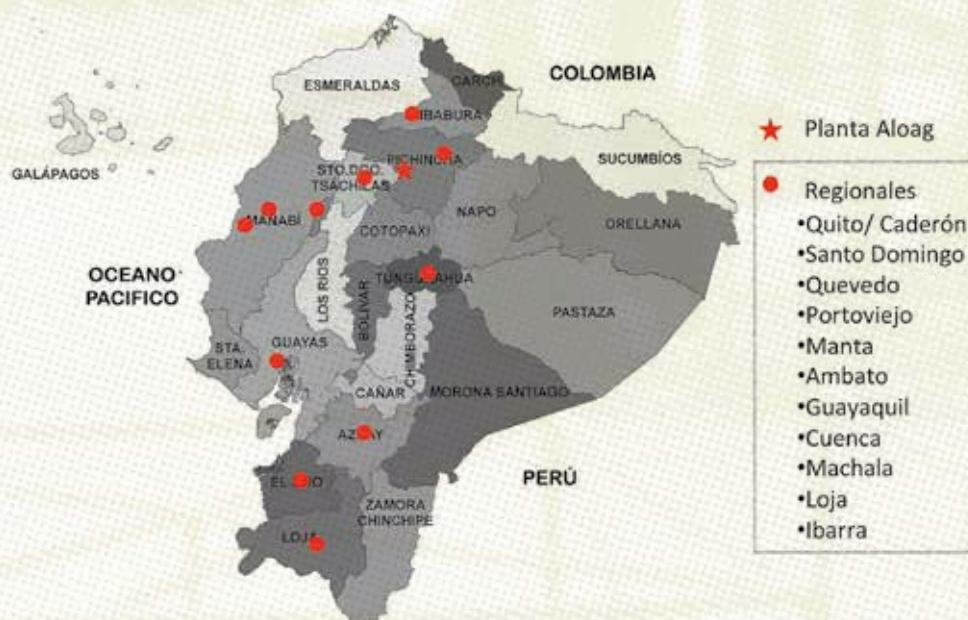 COLOMBIA
ESMERALDAS
CARCHI
IBABURA
★ Planta Aloag
GALÁPAGOS
PICHINCHA
SUCUMBÍOS
STO.DGO.
TSÁCHILAS
Regionales
NAPO
•Quito/ Caderón
MANABÍ
ORELLANA
COTOPAXI
•Santo Domingo
•Quevedo
OCEANO
PACIFICO
TUNGURAHUA
•Portoviejo
LOS RIOS
BOLIVAR
CHIMBORAZO
PASTAZA
•Manta
GUAYAS
STA.
ELENA
•Ambato
•Guayaquil
CAÑAR
MORONA SANTIAGO
•Cuenca
AZUAY
•Machala
PERÚ
EL ORO
ZAMORA
CHINCHIPE
•Loja
LOJA
•Ibarra